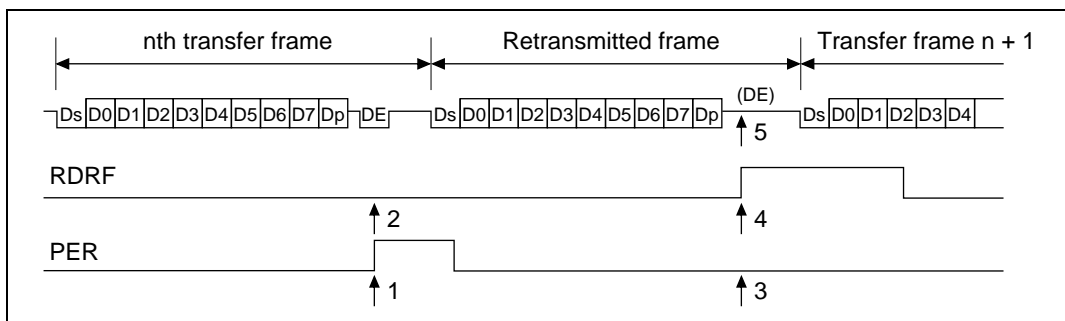 nth transfer frame Retransmitted frame Transfer frame n + 1
(DE)
Ds D0 D1 D2 D3 D4 D5 D6 D7 Dp DE Ds D0 D1 D2 D3 D4 D5 D6 D7 Dp Ds D0 D1 D2 D3 D4
5
RDRF
2 4
PER
1 3